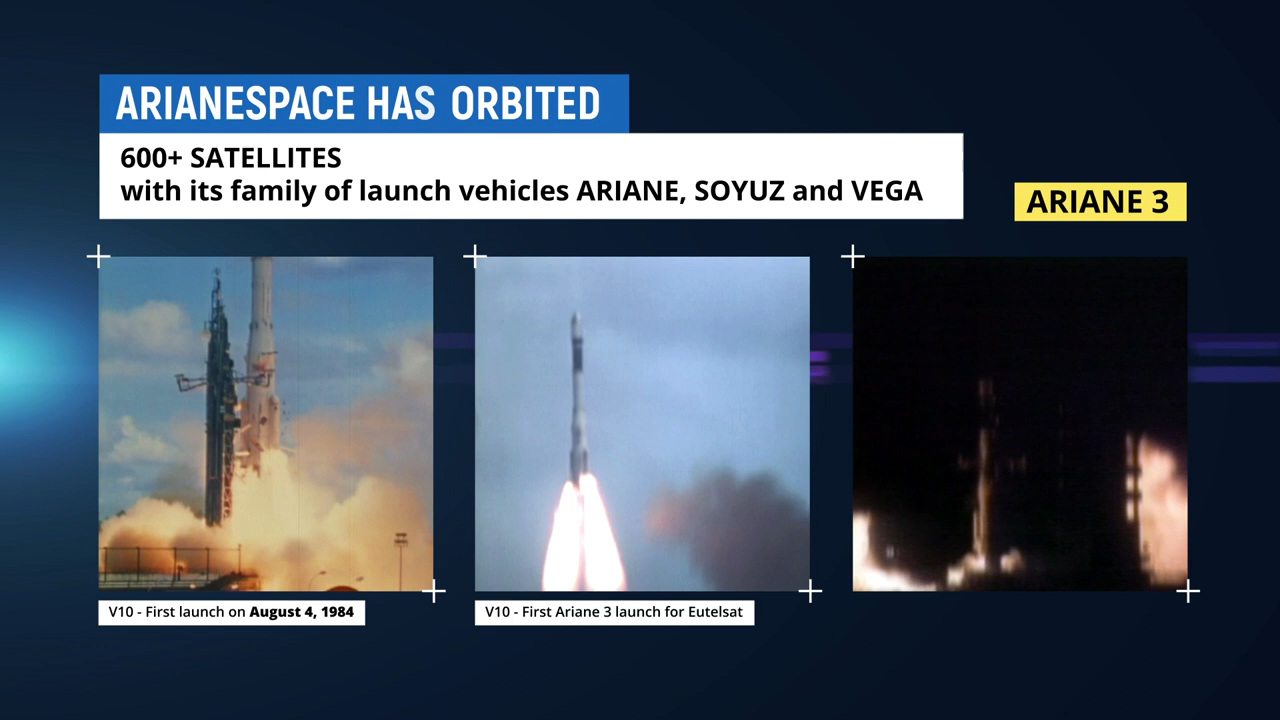 ARIANESPACE HAS ORBITED
600+ SATELLITES
with its family of launch vehicles ARIANE, SOYUZ and VEGA
ARIANE 3
V10 - First launch on August 4, 1984
V10 - First Ariane 3 launch for Eutelsat